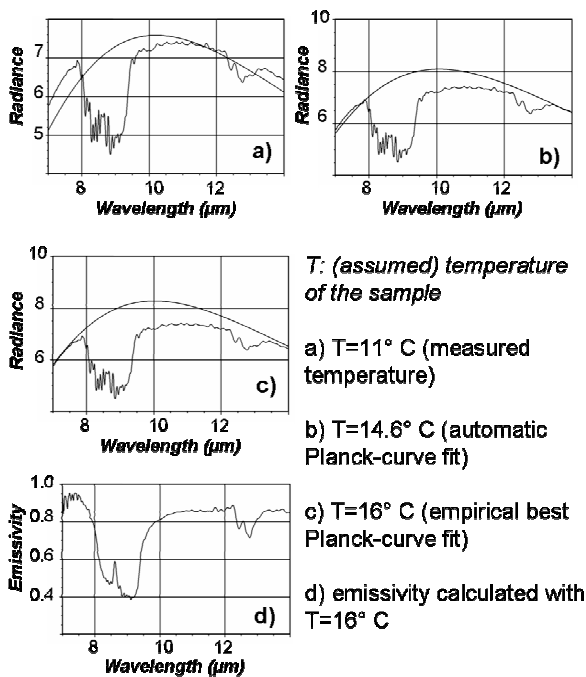 7
6
5
Radiance
8
10
12
Wavelength (µm)
a)
10
8
6
Radiance
8
10
12
Wavelength (µm)
b)
10
8
6
Radiance
8
10
12
Wavelength (µm)
c)
T: (assumed) temperature
of the sample
a) T=11° C (measured
temperature)
b) T=14.6° C (automatic
Planck-curve fit)
c) T=16° C (empirical best
Planck-curve fit)
d) emissivity calculated with
T=16° C
1.0
0.8
0.6
0.4
Emissivity
8
10
12
Wavelength (µm)
d)